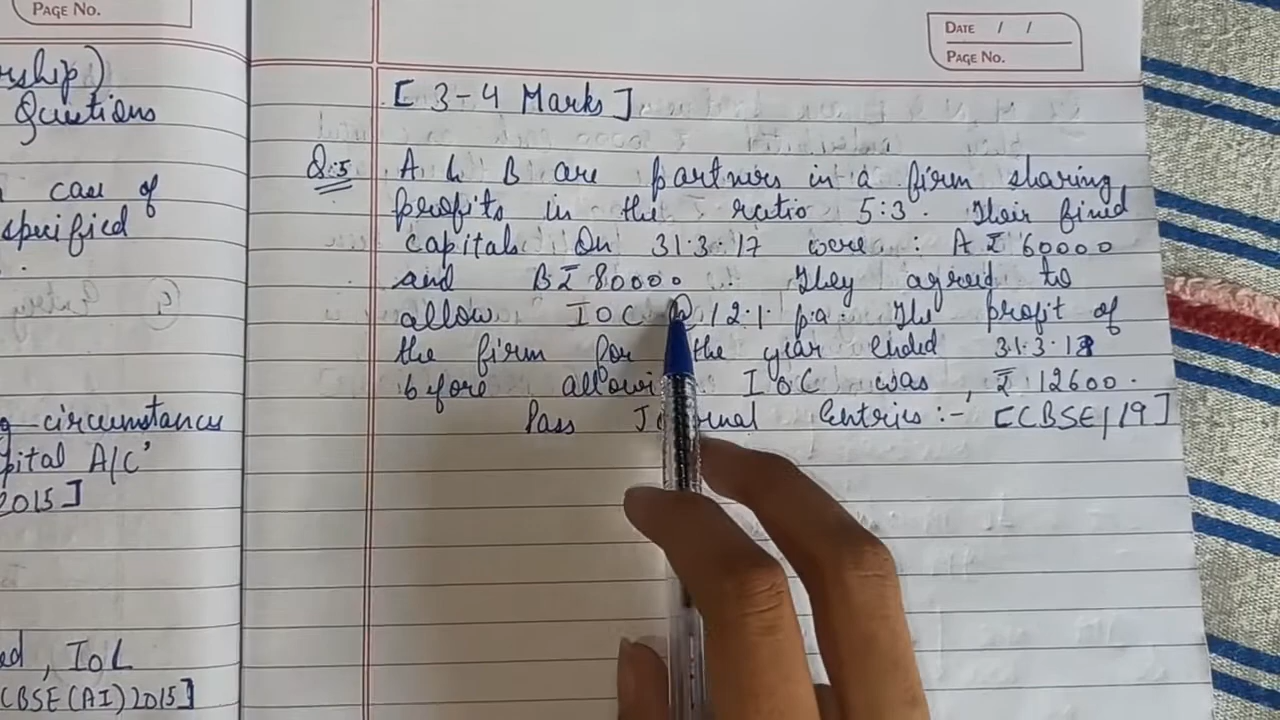 PAGE No.
rship)
Questions
case of
specified
g circumstances
pital A/C'
2015]
ed, IoL
CBSE(AI)2015]
DATE / /
PAGE No.
[3-4 Marks]
Q:5 A & B are partners in a firm sharing
profits in the ratio 5:3. Their fixed
capitals On 31.3.17 were : A ₹ 60000
and B ₹ 80000. They agreed to
allow IOC @ 12% p.a. The profit of
the firm for the year ended 31.3.18
before IOC was, ₹ 12600.
Pass Entries:- [CBSE/19]